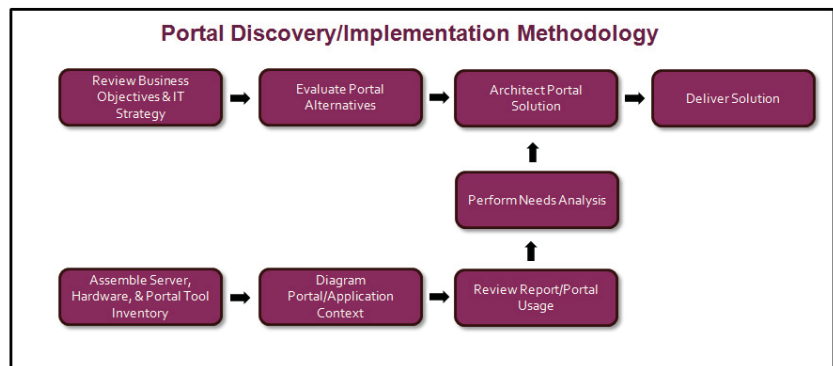 Portal Discovery/Implementation Methodology
Review Business
Objectives & IT
Strategy
Evaluate Portal
Alternatives
Architect Portal
Solution
Deliver Solution
Perform Needs Analysis
Assemble Server,
Hardware, & Portal Tool
Inventory
Diagram
Portal/Application
Context
Review Report/Portal
Usage